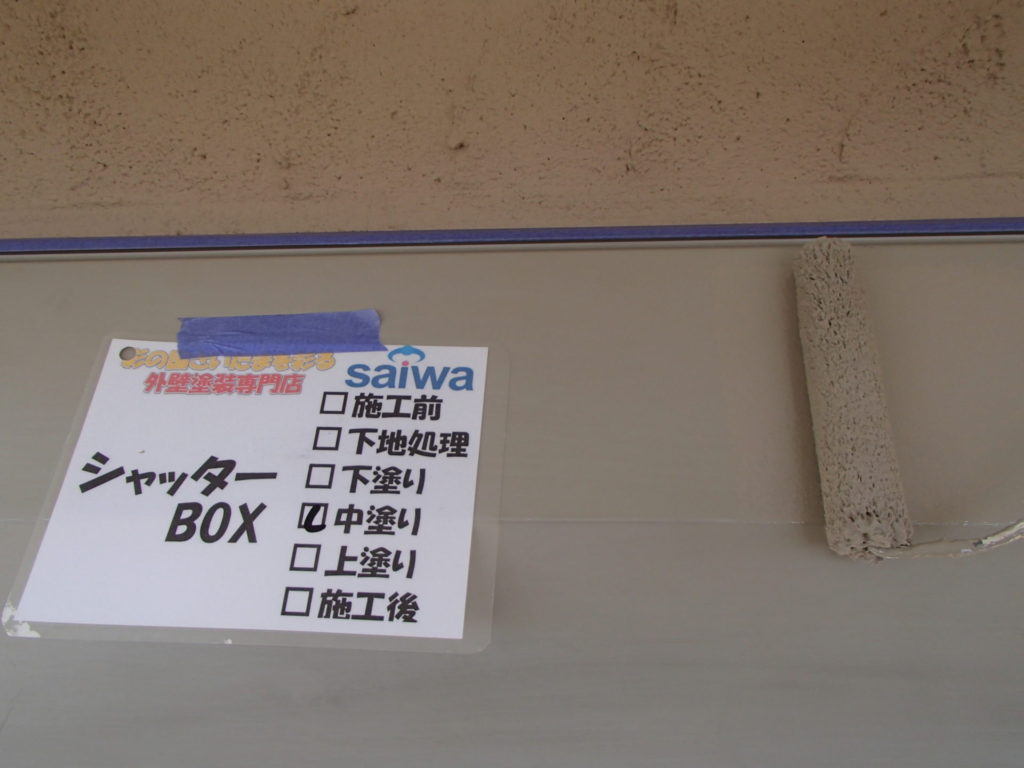 外壁塗装専門店
saiwa
シャッター
BOX
□施工前
□下地処理
□下塗り
☑中塗り
□上塗り
□施工後